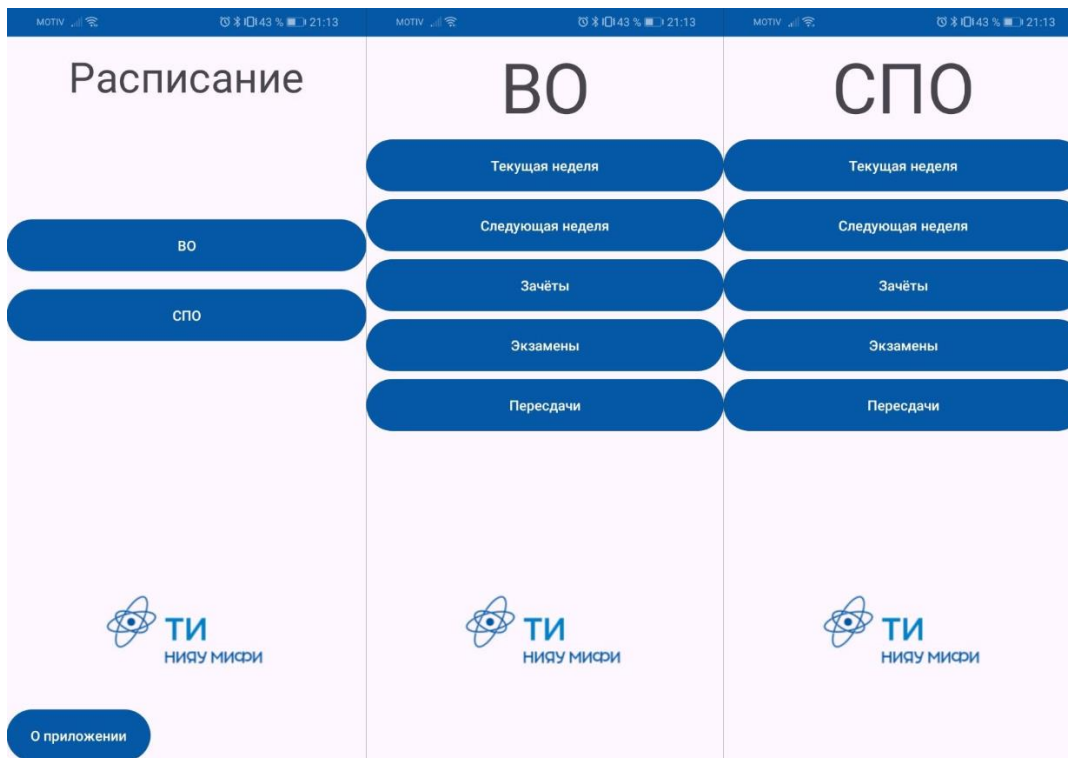 MOTIV 43 % 21:13
Расписание
ВО
СПО
ТИ
НИЯУ МИФИ
О приложении
MOTIV 43 % 21:13
ВО
Текущая неделя
Следующая неделя
Зачёты
Экзамены
Пересдачи
ТИ
НИЯУ МИФИ
MOTIV 43 % 21:13
СПО
Текущая неделя
Следующая неделя
Зачёты
Экзамены
Пересдачи
ТИ
НИЯУ МИФИ